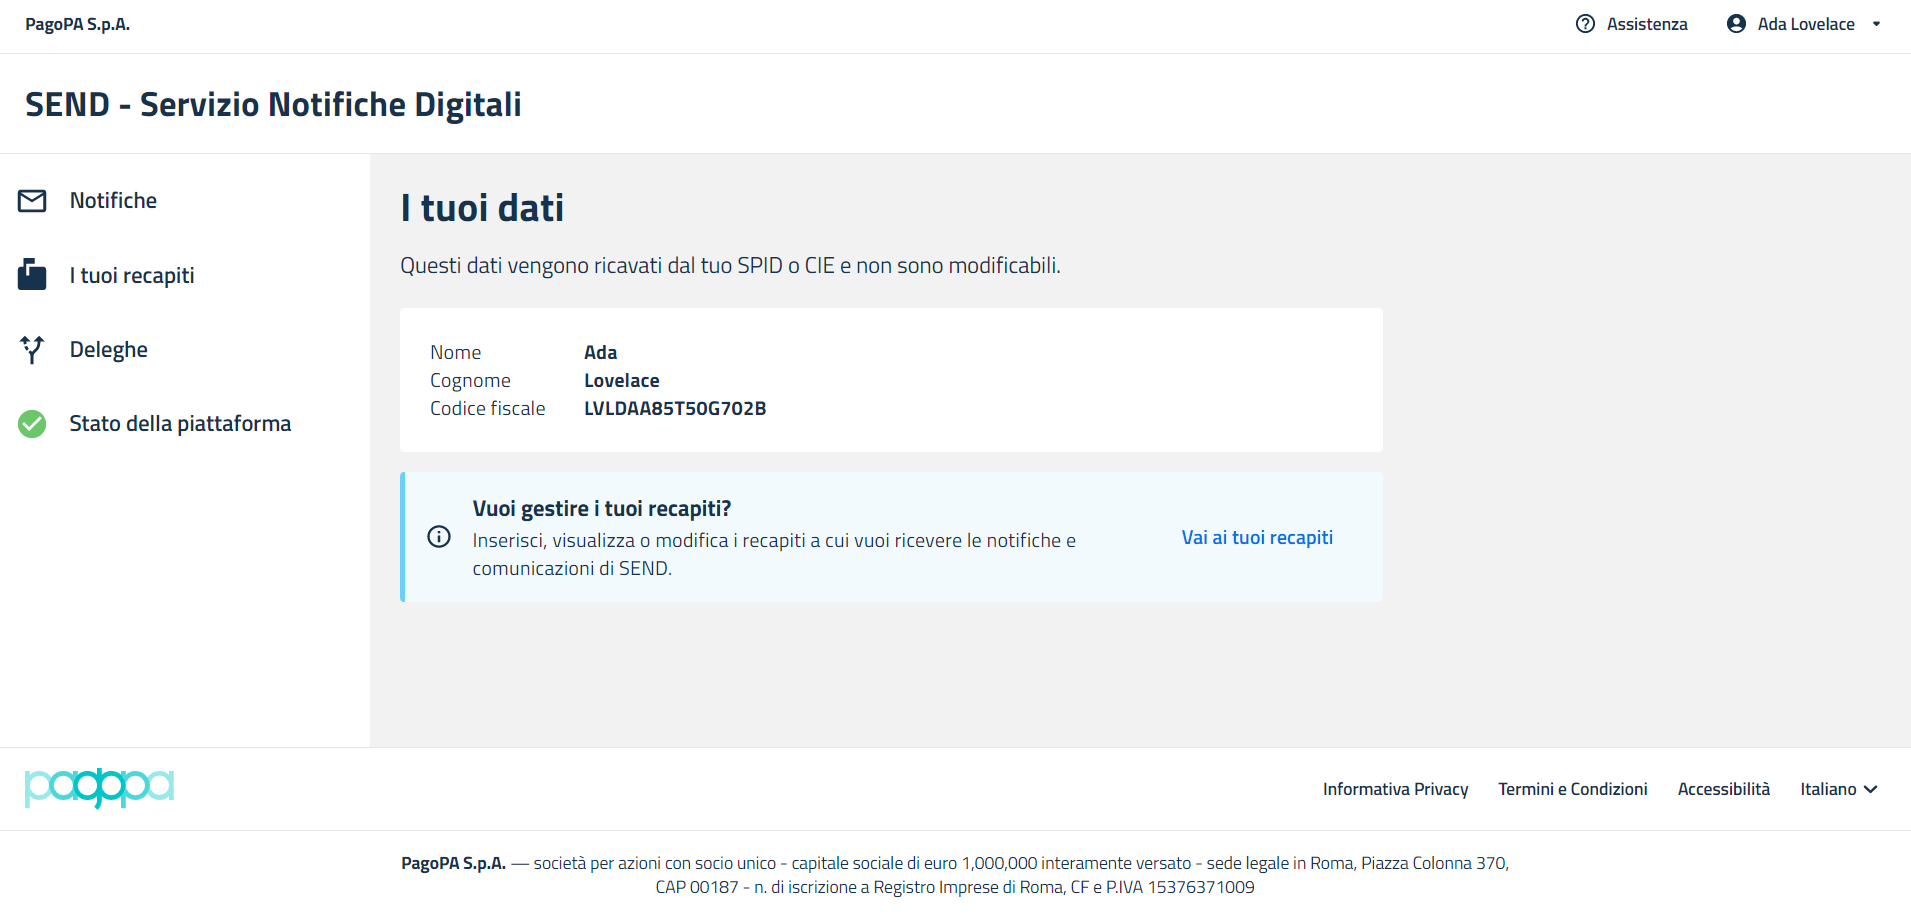 PagoPA S.p.A.
Assistenza
Ada Lovelace
SEND - Servizio Notifiche Digitali
Notifiche
I tuoi recapiti
Deleghe
Stato della piattaforma
I tuoi dati
Questi dati vengono ricavati dal tuo SPID o CIE e non sono modificabili.
Nome Ada
Cognome Lovelace
Codice fiscale LVLDAA85T50G702B
Vuoi gestire i tuoi recapiti?
Inserisci, visualizza o modifica i recapiti a cui vuoi ricevere le notifiche e
comunicazioni di SEND.
Vai ai tuoi recapiti
pagopa
Informativa Privacy
Termini e Condizioni
Accessibilità
Italiano
PagoPA S.p.A. — società per azioni con socio unico - capitale sociale di euro 1,000,000 interamente versato - sede legale in Roma, Piazza Colonna 370,
CAP 00187 - n. di iscrizione a Registro Imprese di Roma, CF e P.IVA 15376371009